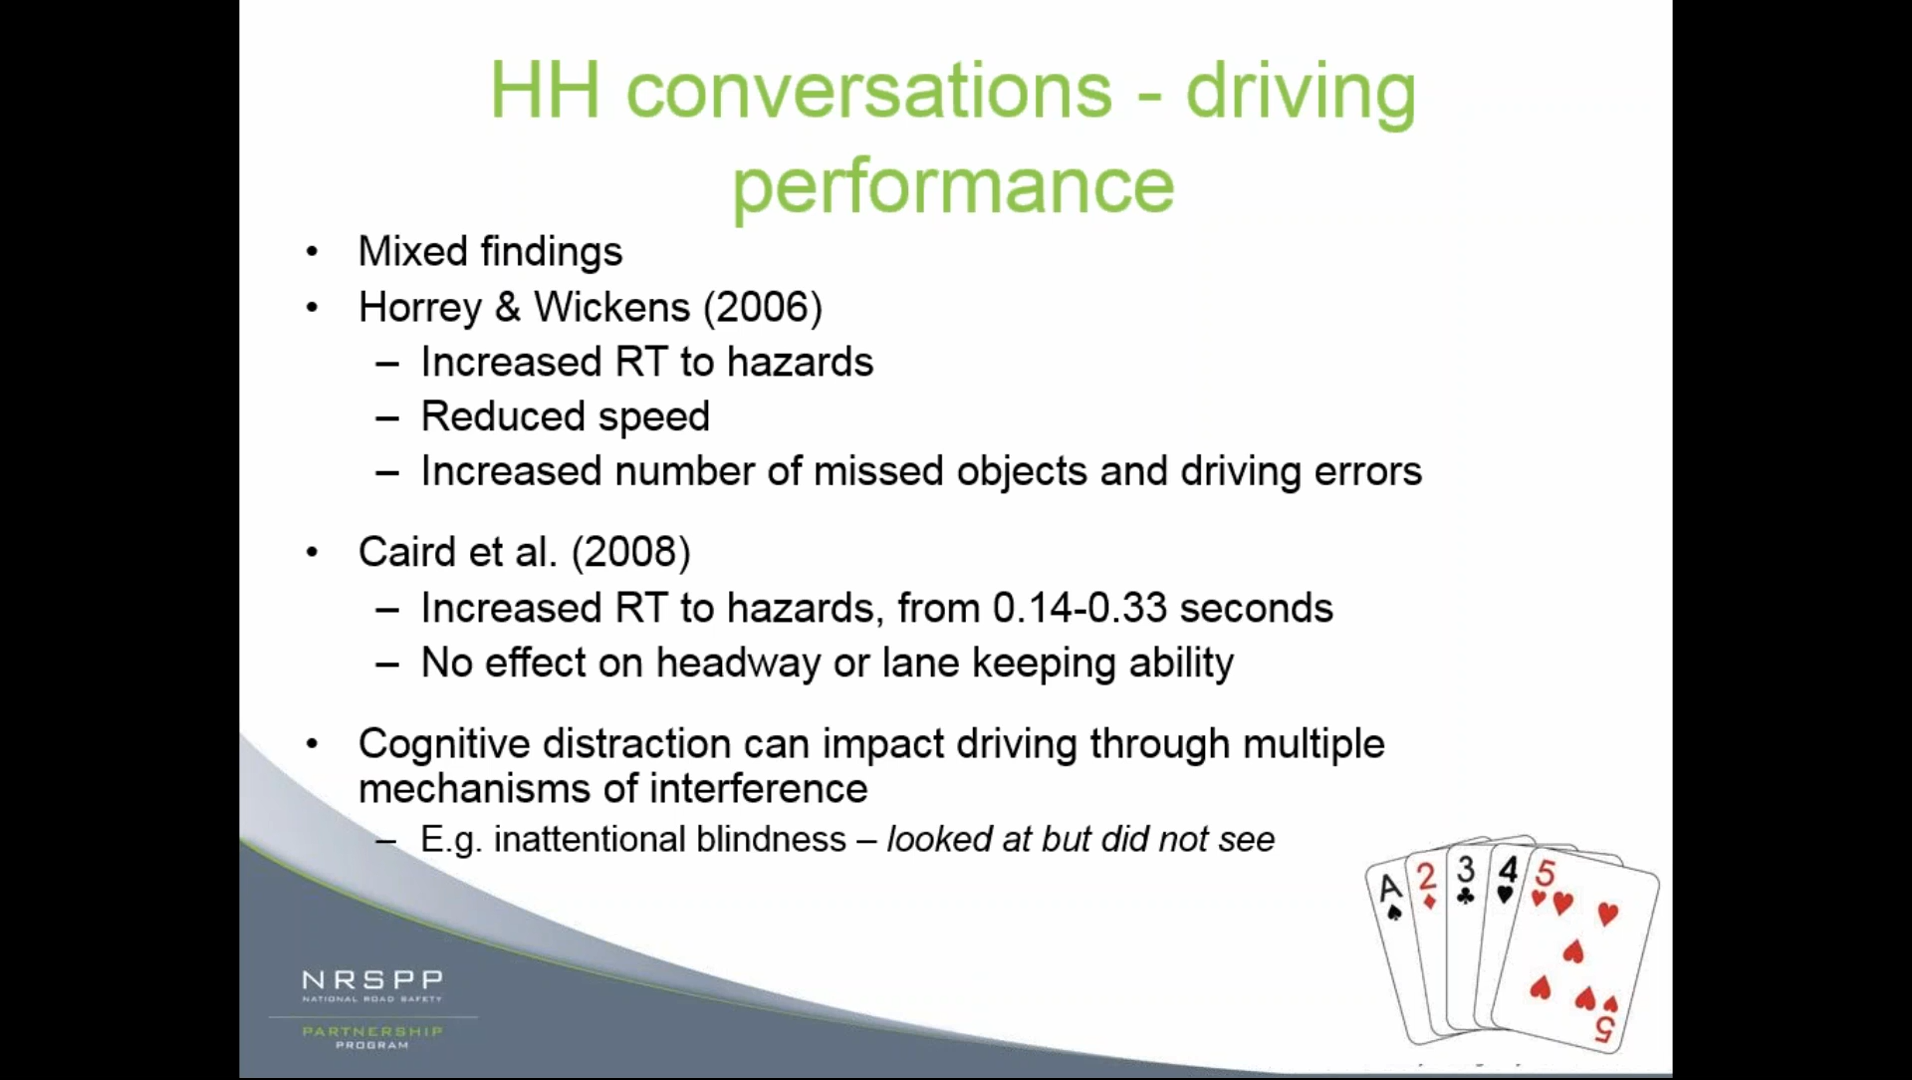 HH conversations - driving
performance
• Mixed findings
• Horrey & Wickens (2006)
– Increased RT to hazards
– Reduced speed
– Increased number of missed objects and driving errors
• Caird et al. (2008)
– Increased RT to hazards, from 0.14-0.33 seconds
– No effect on headway or lane keeping ability
• Cognitive distraction can impact driving through multiple
mechanisms of interference
– E.g. inattentional blindness – looked at but did not see
A 2 3 4 5
5
NRSPP
NATIONAL ROAD SAFETY
PARTNERSHIP
PROGRAM